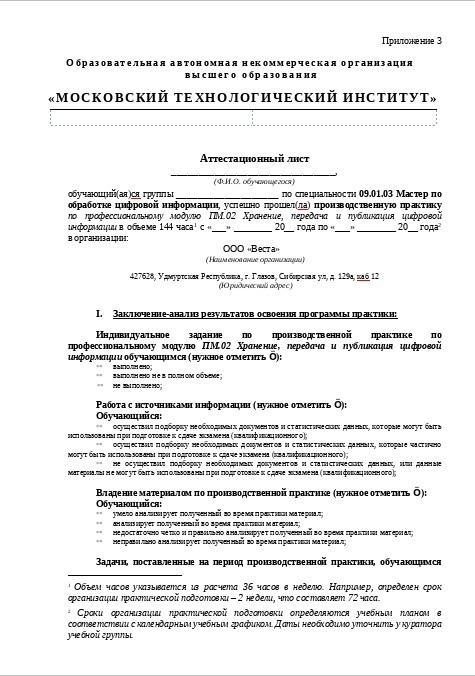 Приложение 3
Образовательная автономная некоммерческая организация
высшего образования
«МОСКОВСКИЙ ТЕХНОЛОГИЧЕСКИЙ ИНСТИТУТ»
Аттестационный лист
______________________________,
(Ф.И.О. обучающегося)
обучающий(ая)ся группы ______________________ по специальности 09.01.03 Мастер по
обработке цифровой информации, успешно прошел(ла) производственную практику
по профессиональному модулю ПМ.02 Хранение, передача и публикация цифровой
информации в объеме 144 часа¹ с «___» ________ 20__ года по «___» ________ 20__ года²
в организации:
ООО «Веста»
(Наименование организации)
427628, Удмуртская Республика, г. Глазов, Сибирская ул, д. 129а, каб 12
(Юридический адрес)
I. Заключение-анализ результатов освоения программы практики:
Индивидуальное задание по производственной практике по
профессиональному модулю ПМ.02 Хранение, передача и публикация цифровой
информации обучающимся (нужное отметить Ö):
выполнено;
выполнено не в полном объеме;
не выполнено;
Работа с источниками информации (нужное отметить Ö):
Обучающийся:
осуществил подборку необходимых документов и статистических данных, которые могут быть
использованы при подготовке к сдаче экзамена (квалификационного);
осуществил подборку необходимых документов и статистических данных, которые частично
могут быть использованы при подготовке к сдаче экзамена (квалификационного);
не осуществил подборку необходимых документов и статистических данных, или данные
материалы не могут быть использованы при подготовке к сдаче экзамена (квалификационного);
Владение материалом по производственной практике (нужное отметить Ö):
Обучающийся:
умело анализирует полученный во время практики материал;
анализирует полученный во время практики материал;
недостаточно четко и правильно анализирует полученный во время практики материал;
неправильно анализирует полученный во время практики материал;
Задачи, поставленные на период производственной практики, обучающимся
¹ Объем часов указывается из расчета 36 часов в неделю. Например, определен срок
организации практической подготовки – 2 недели, что составляет 72 часа.
² Сроки организации практической подготовки определяются учебным планом в
соответствии с календарным учебным графиком. Даты необходимо уточнить у куратора
учебной группы.